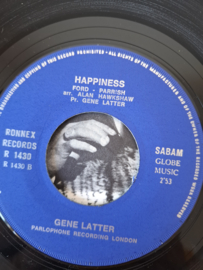 HAPPINESS
FORD - PARRISH
arr. ALAN HAWKSHAW
Pr. GENE LATTER
RONNEX
RECORDS
R 1430
R 1430 B
SABAM
GLOBE
MUSIC
2'53
GENE LATTER
PARLOPHONE RECORDING LONDON